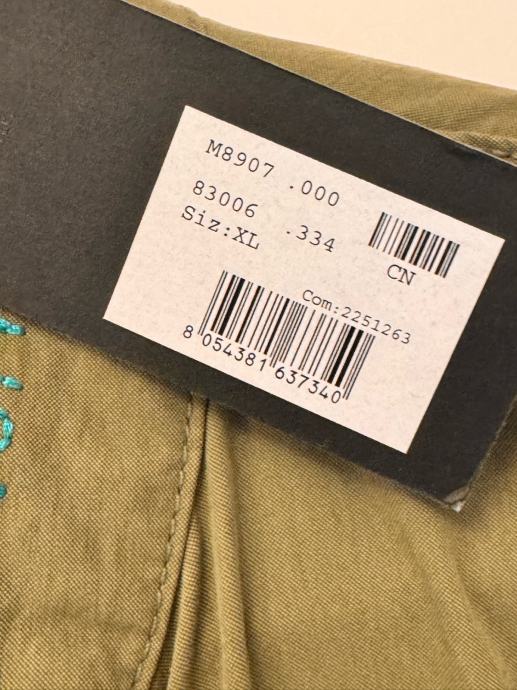 M8907 .000
83006 .334
Siz:XL
CN
Com:2251263
8 054381 637340